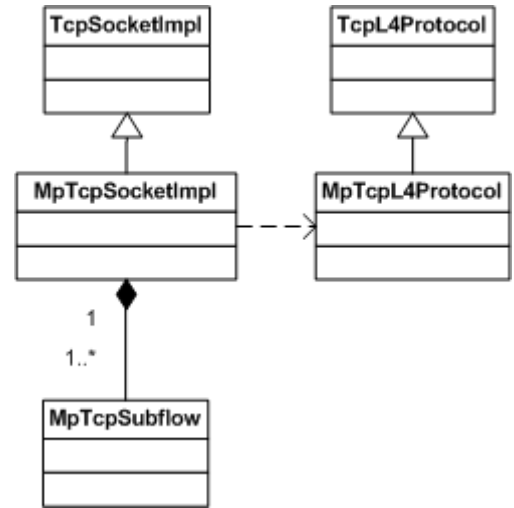 TcpSocketImpl
TcpL4Protocol
MpTcpSocketImpl
MpTcpL4Protocol
1
1..*
MpTcpSubflow